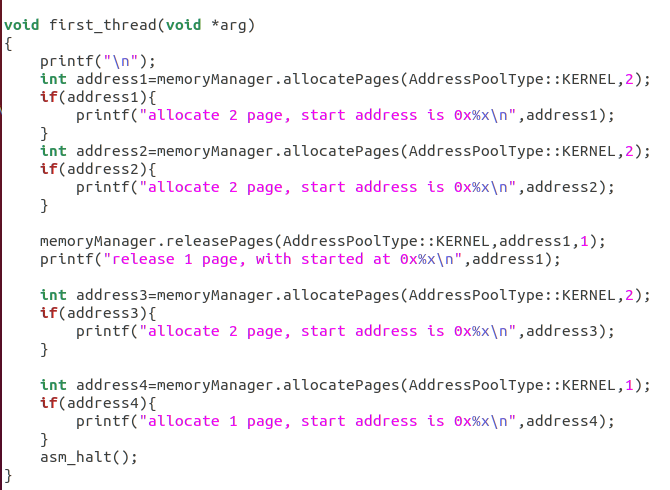 void first_thread(void *arg)
{
    printf("\n");
    int address1=memoryManager.allocatePages(AddressPoolType::KERNEL,2);
    if(address1){
        printf("allocate 2 page, start address is 0x%x\n",address1);
    }
    int address2=memoryManager.allocatePages(AddressPoolType::KERNEL,2);
    if(address2){
        printf("allocate 2 page, start address is 0x%x\n",address2);
    }

    memoryManager.releasePages(AddressPoolType::KERNEL,address1,1);
    printf("release 1 page, with started at 0x%x\n",address1);

    int address3=memoryManager.allocatePages(AddressPoolType::KERNEL,2);
    if(address3){
        printf("allocate 2 page, start address is 0x%x\n",address3);
    }

    int address4=memoryManager.allocatePages(AddressPoolType::KERNEL,1);
    if(address4){
        printf("allocate 1 page, start address is 0x%x\n",address4);
    }
    asm_halt();
}